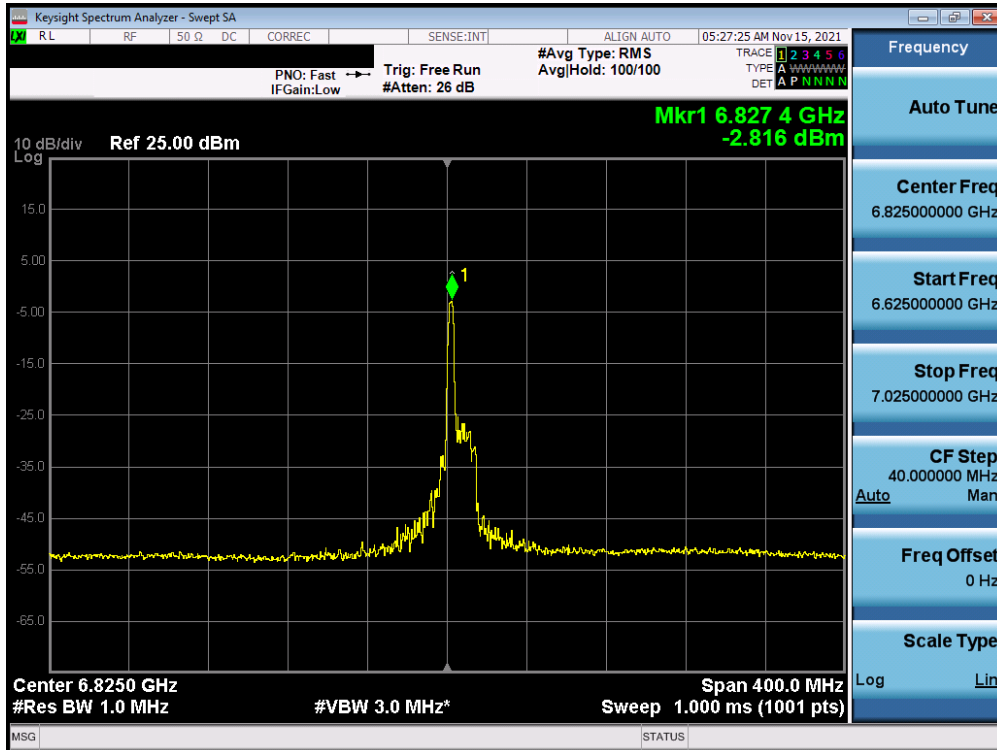 Keysight Spectrum Analyzer - Swept SA
LXI RL RF 50 Ω DC CORREC SENSE:INT ALIGN AUTO 05:27:25 AM Nov 15, 2021
Frequency
PNO: Fast Trig: Free Run #Avg Type: RMS TRACE 1 2 3 4 5 6
IFGain:Low #Atten: 26 dB Avg|Hold: 100/100 TYPE A WWWWW
DET A P N N N N
Mkr1 6.827 4 GHz
-2.816 dBm
10 dB/div Ref 25.00 dBm
Log
1
15.0
5.00
-5.00
-15.0
-25.0
-35.0
-45.0
-55.0
-65.0
Center 6.8250 GHz Span 400.0 MHz
#Res BW 1.0 MHz #VBW 3.0 MHz* Sweep 1.000 ms (1001 pts)
Auto Tune
Center Freq
6.825000000 GHz
Start Freq
6.625000000 GHz
Stop Freq
7.025000000 GHz
CF Step
40.000000 MHz
Auto Man
Freq Offset
0 Hz
Scale Type
Log Lin
MSG STATUS